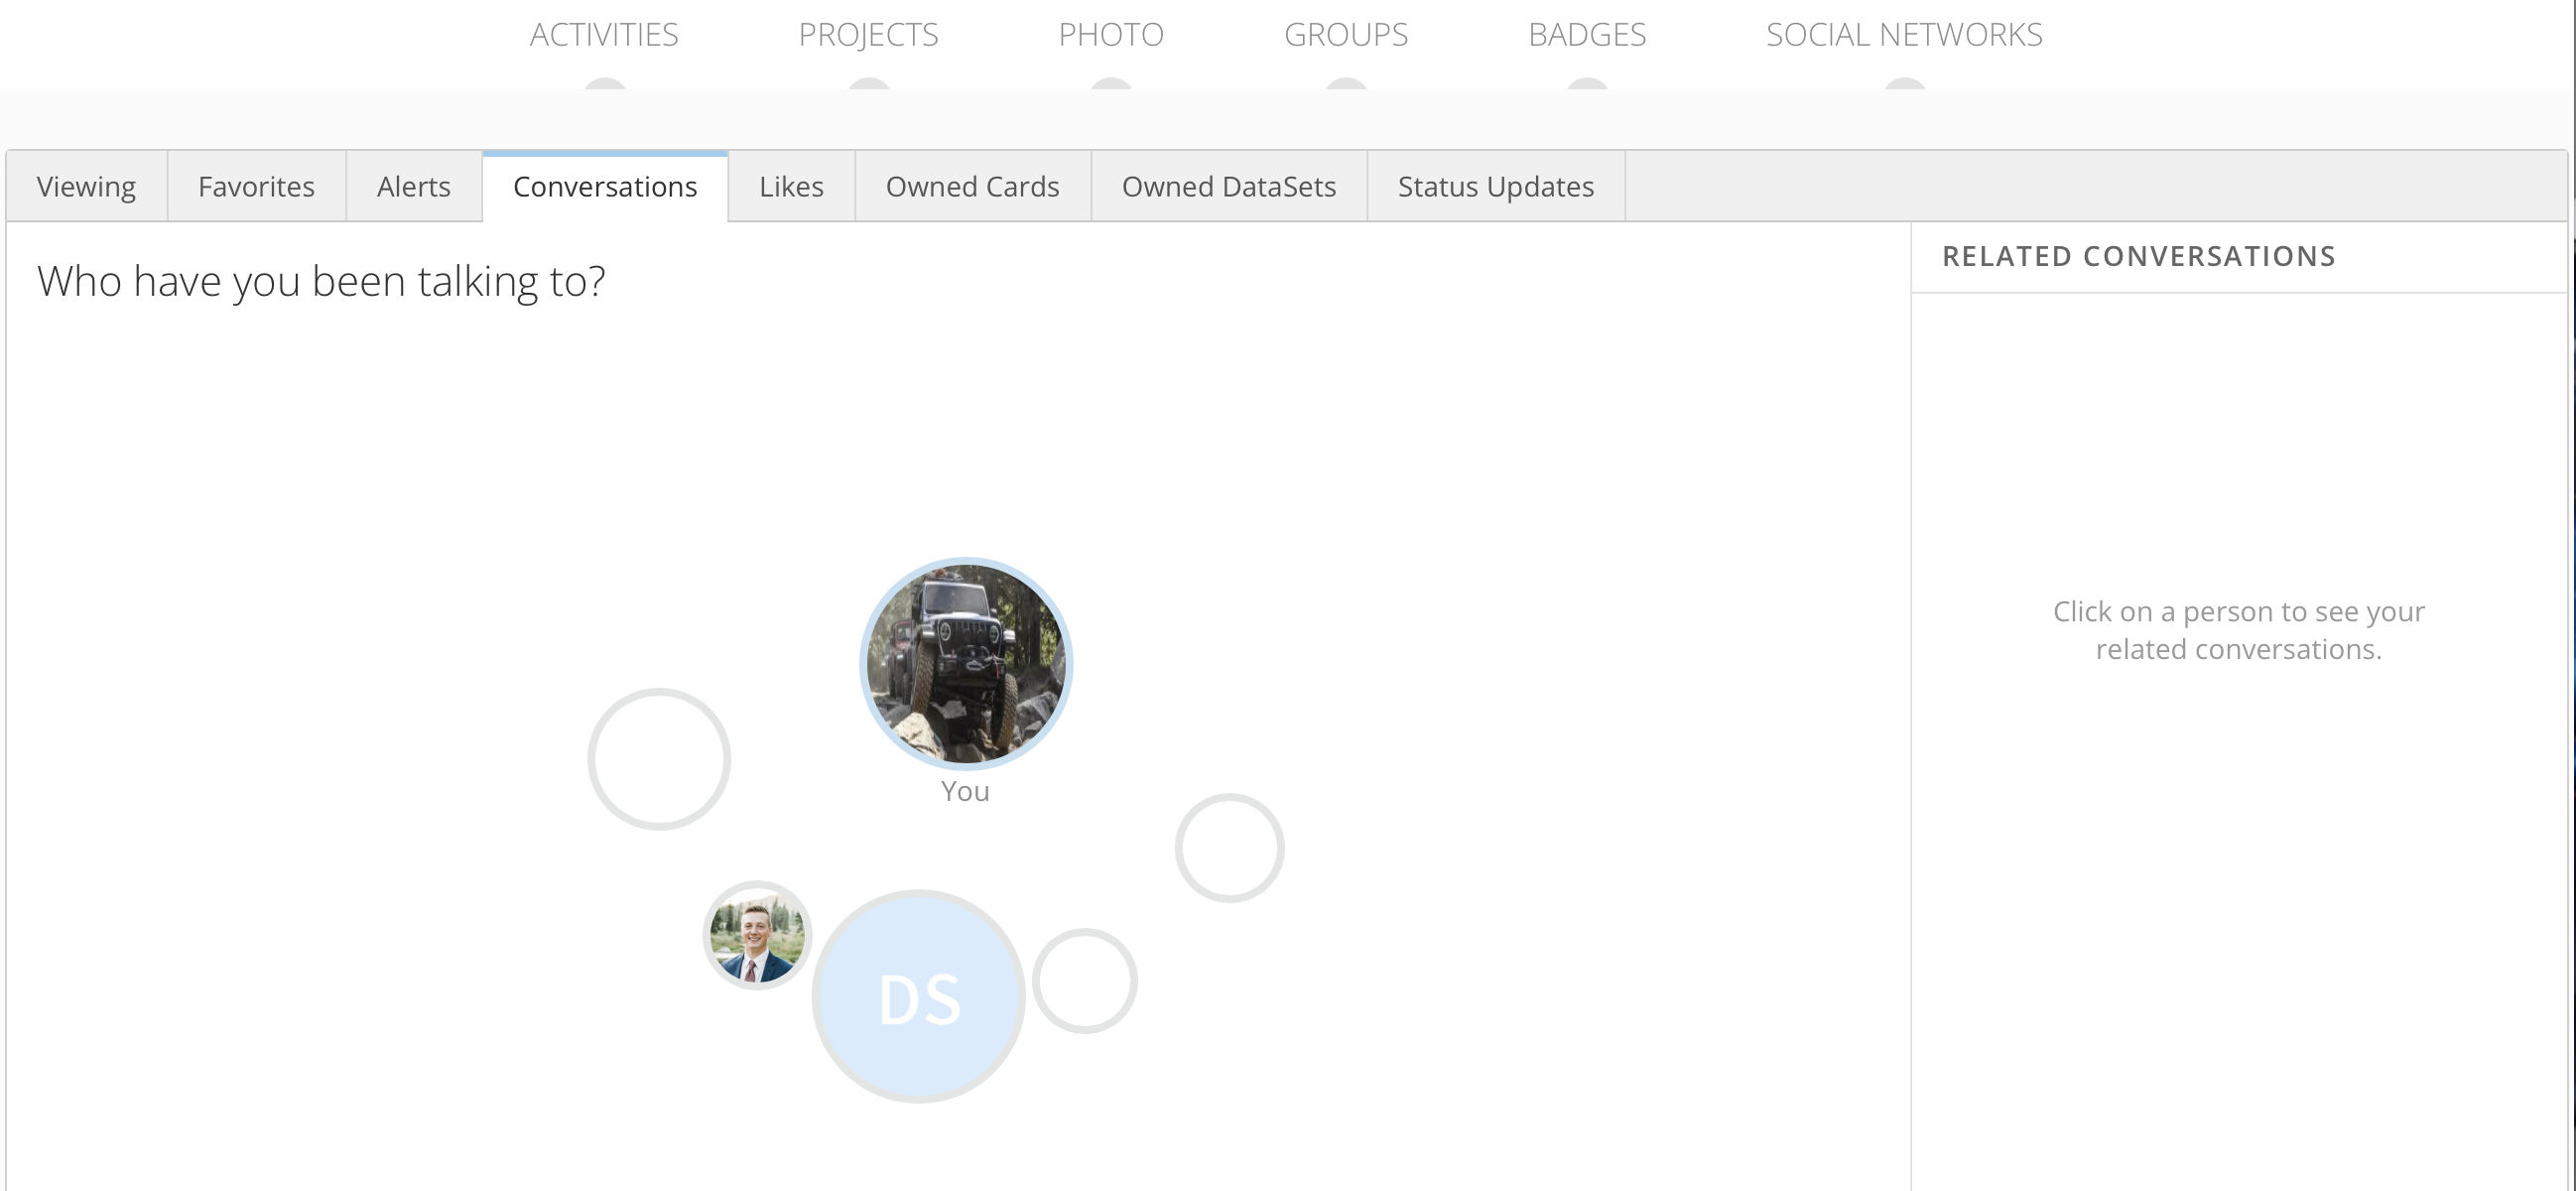 ACTIVITIES
PROJECTS
PHOTO
GROUPS
BADGES
SOCIAL NETWORKS
Viewing
Favorites
Alerts
Conversations
Likes
Owned Cards
Owned DataSets
Status Updates
Who have you been talking to?
RELATED CONVERSATIONS
Click on a person to see your
related conversations.
You
DS